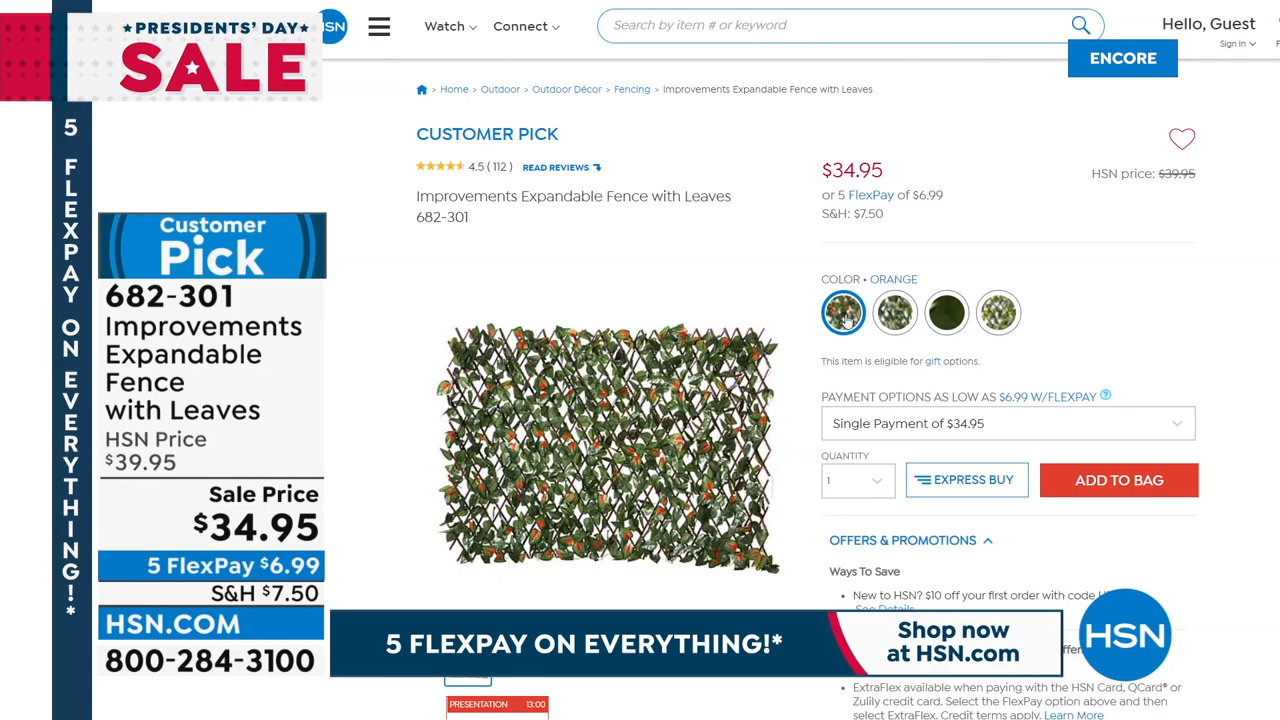 ★PRESIDENTS' DAY★
SALE
5 FLEXPAY ON EVERYTHING!*
Customer
Pick
682-301
Improvements
Expandable
Fence
with Leaves
HSN Price
$39.95
Sale Price
$34.95
5 FlexPay $6.99
S&H $7.50
HSN.COM
800-284-3100
HSN
Watch
Connect
Search by item # or keyword
Hello, Guest
Sign In
ENCORE
> Home > Outdoor > Outdoor Décor > Fencing > Improvements Expandable Fence with Leaves
CUSTOMER PICK
4.5 ( 112 ) READ REVIEWS
Improvements Expandable Fence with Leaves
682-301
$34.95
HSN price: $39.95
or 5 FlexPay of $6.99
S&H: $7.50
COLOR • ORANGE
This item is eligible for gift options.
PAYMENT OPTIONS AS LOW AS $6.99 W/FLEXPAY ?
Single Payment of $34.95
QUANTITY
1
EXPRESS BUY
ADD TO BAG
OFFERS & PROMOTIONS
Ways To Save
• New to HSN? $10 off your first order with code
See Details
5 FLEXPAY ON EVERYTHING!*
Shop now
at HSN.com
HSN
• ExtraFlex available when paying with the HSN Card, QCard® or
Zulily credit card. Select the FlexPay option above and then
select ExtraFlex. Credit terms apply. Learn More
PRESENTATION 13:00